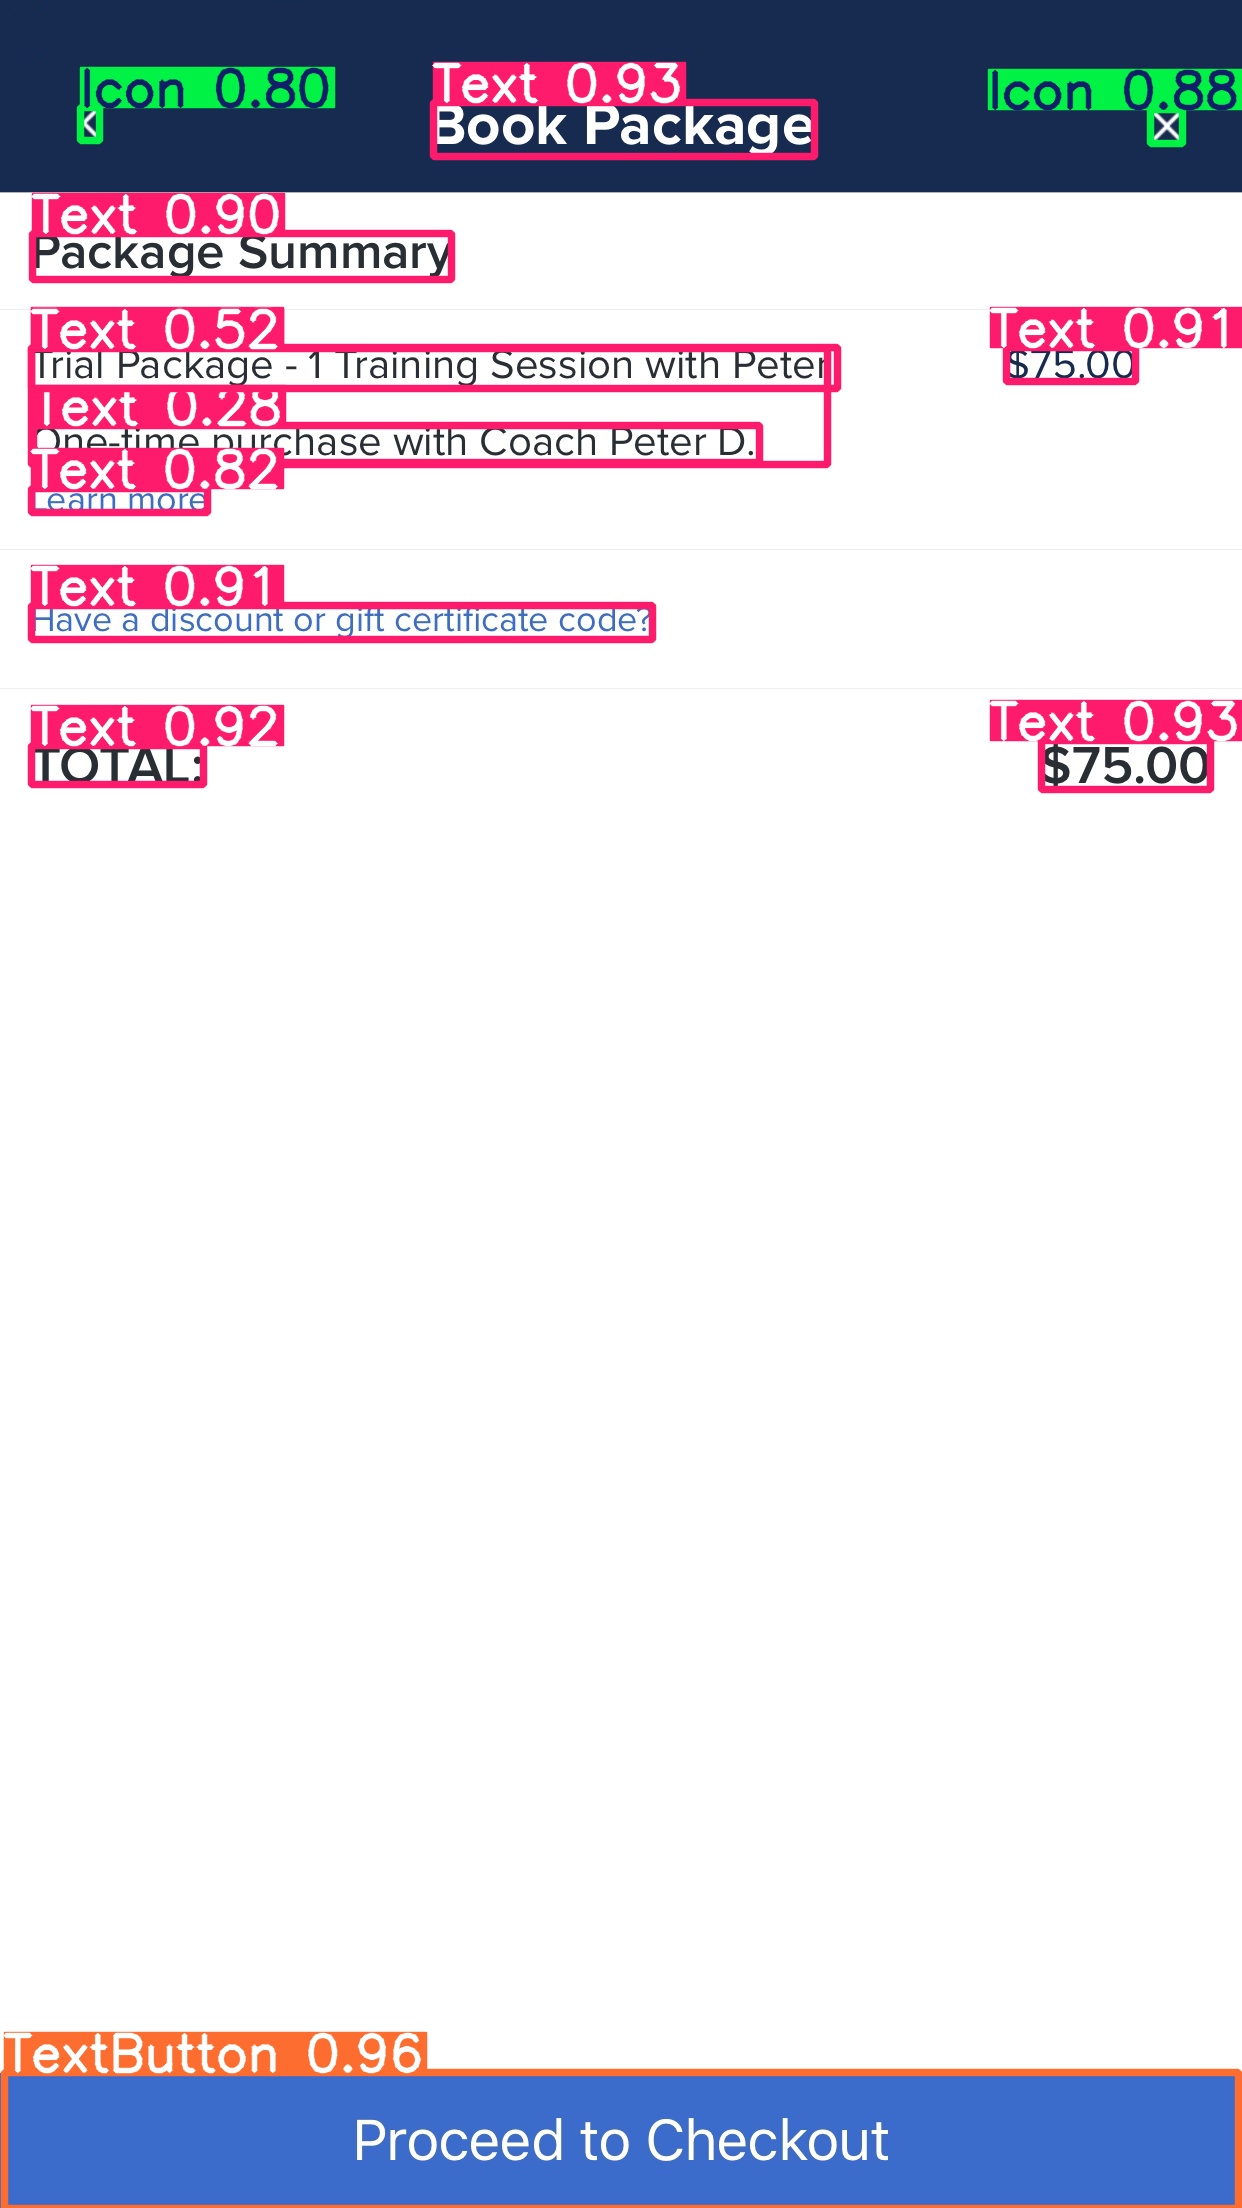 Icon 0.80
Text 0.93
Icon 0.88
Book Package
Text 0.90
Package Summary
Text 0.52
Text 0.91
Trial Package - 1 Training Session with Peter
$75.00
Text 0.28
One-time purchase with Coach Peter D.
Text 0.82
Learn more
Text 0.91
Have a discount or gift certificate code?
Text 0.92
Text 0.93
TOTAL:
$75.00
TextButton 0.96
Proceed to Checkout